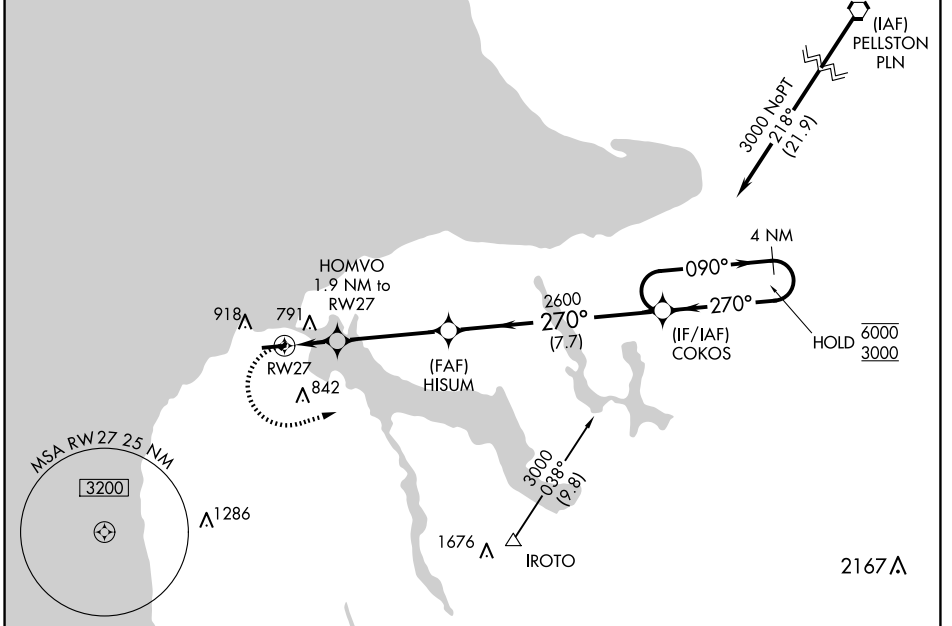 (IAF)
PELLSTON
PLN
3000 NoPT
218°
(21.9)
4 NM
090°
270°
HOLD
6000
3000
(IF/IAF)
COKOS
2600
270°
(7.7)
HOMVO
1.9 NM to
RW27
918
791
(FAF)
HISUM
RW27
842
3000
038°
(9.8)
MSA RW27 25 NM
3200
1286
1676
IROTO
2167